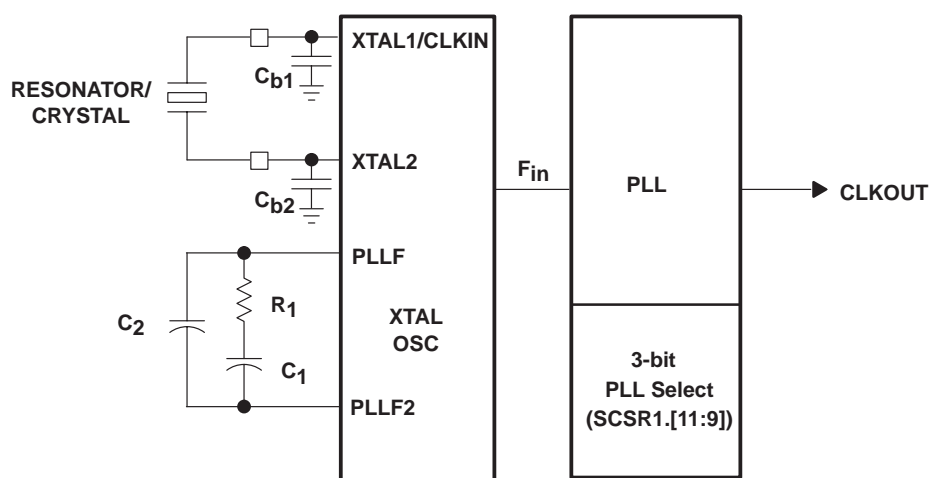 XTAL1/CLKIN
Cb1
RESONATOR/
CRYSTAL
XTAL2
Cb2
Fin
PLL
CLKOUT
PLLF
R1
C2
XTAL
OSC
C1
PLLF2
3-bit
PLL Select
(SCSR1.[11:9])